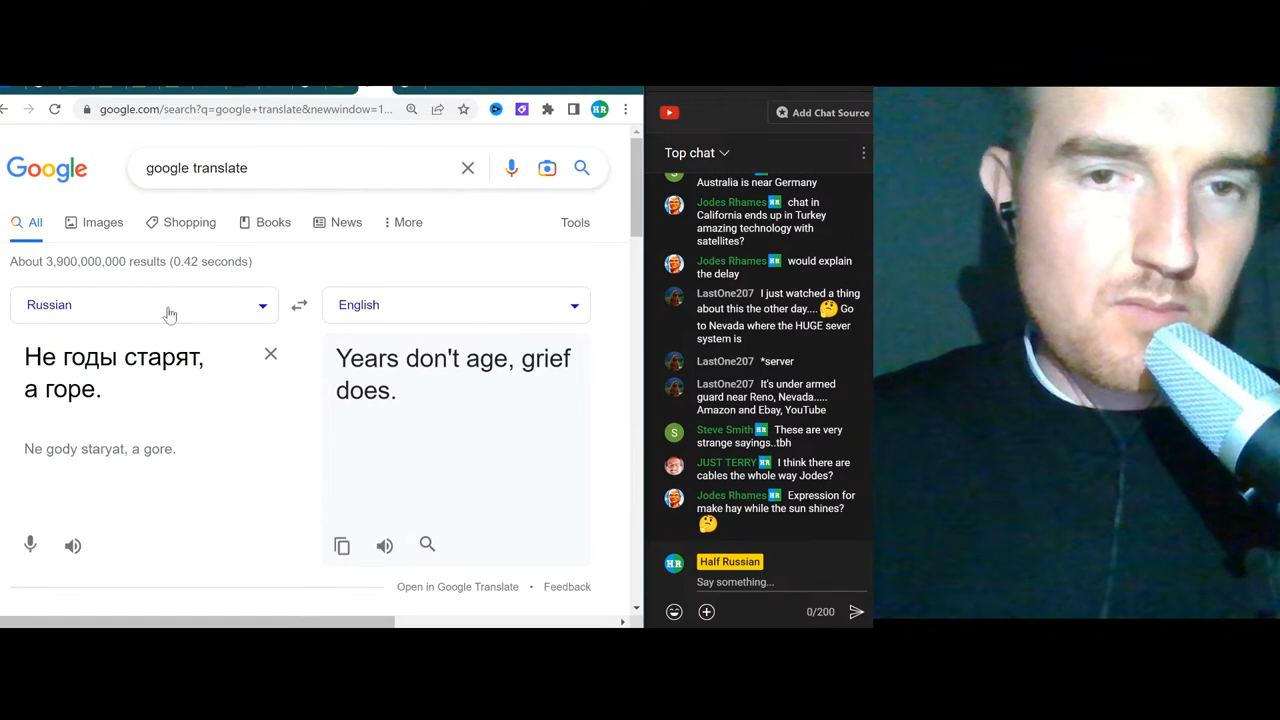 google.com/search?q=google+translate&newwindow=1...
HR
Google
google translate
All
Images
Shopping
Books
News
More
Tools
About 3,900,000,000 results (0.42 seconds)
Russian
English
Не годы старят,
а горе.
Ne gody staryat, a gore.
Years don't age, grief
does.
Open in Google Translate • Feedback
Add Chat Source
Top chat
S
Australia is near Germany
Jodes Rhames HR chat in
California ends up in Turkey
amazing technology with
satellites?
Jodes Rhames HR would explain
the delay
LastOne207 I just watched a thing
about this the other day.... Go
to Nevada where the HUGE sever
system is
LastOne207 *server
LastOne207 It's under armed
guard near Reno, Nevada.....
Amazon and Ebay, YouTube
S
Steve Smith HR These are very
strange sayings..tbh
JUST TERRY HR I think there are
cables the whole way Jodes?
Jodes Rhames HR Expression for
make hay while the sun shines?
HR
Half Russian
Say something...
0/200